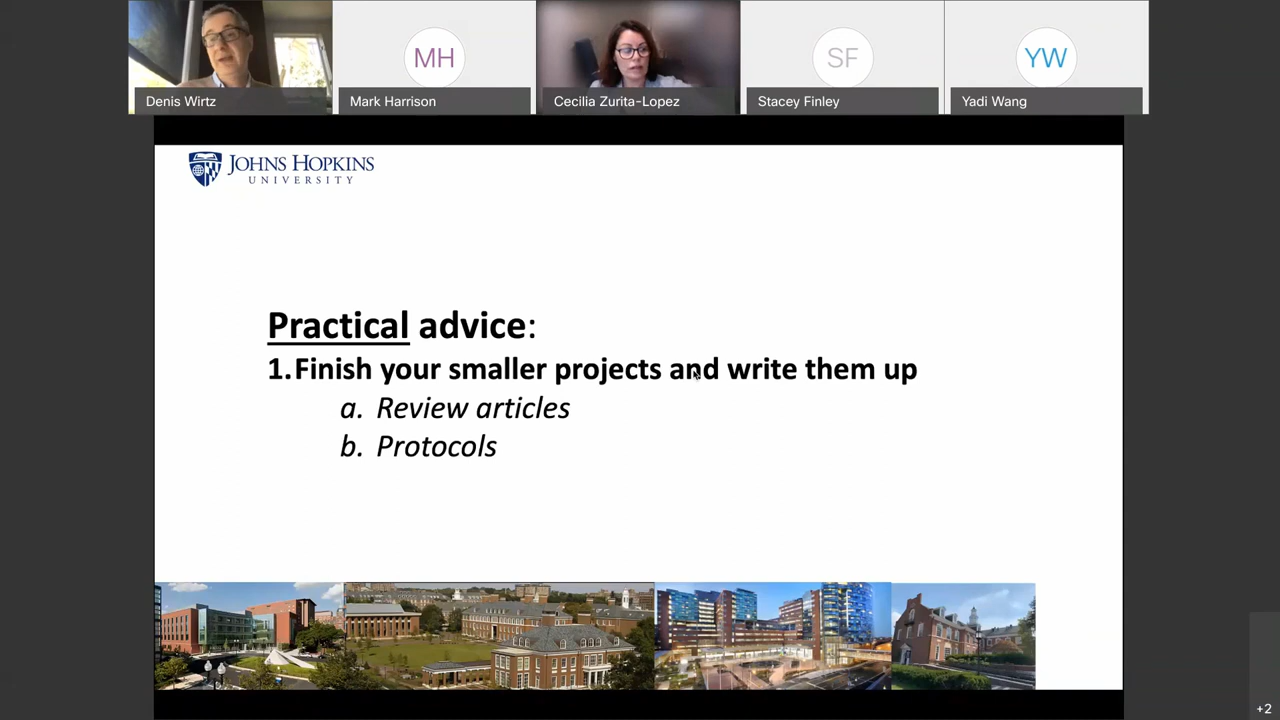 MH
SF
YW
Denis Wirtz
Mark Harrison
Cecilia Zurita-Lopez
Stacey Finley
Yadi Wang
JOHNS HOPKINS
UNIVERSITY
Practical advice:
1. Finish your smaller projects and write them up
a. Review articles
b. Protocols
+2